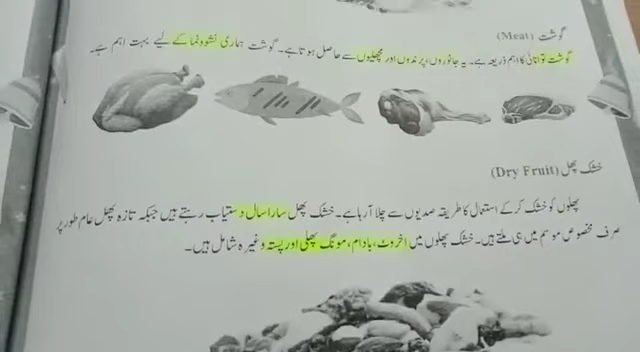 گوشت (Meat)
گوشت توانائی کا اہم ذریعہ ہے۔ یہ جانوروں، پرندوں اور مچھلیوں سے حاصل ہوتا ہے۔ گوشت ہماری نشوونما کے لیے بہت اہم ہے۔
خشک پھل (Dry Fruit)
پھلوں کو خشک کر کے استعمال کا طریقہ صدیوں سے چلا آ رہا ہے۔ خشک پھل سارا سال دستیاب رہتے ہیں جبکہ تازہ پھل عام طور پر
صرف مخصوص موسم میں ہی ملتے ہیں۔ خشک پھلوں میں اخروٹ، بادام، مونگ پھلی اور پستہ وغیرہ شامل ہیں۔